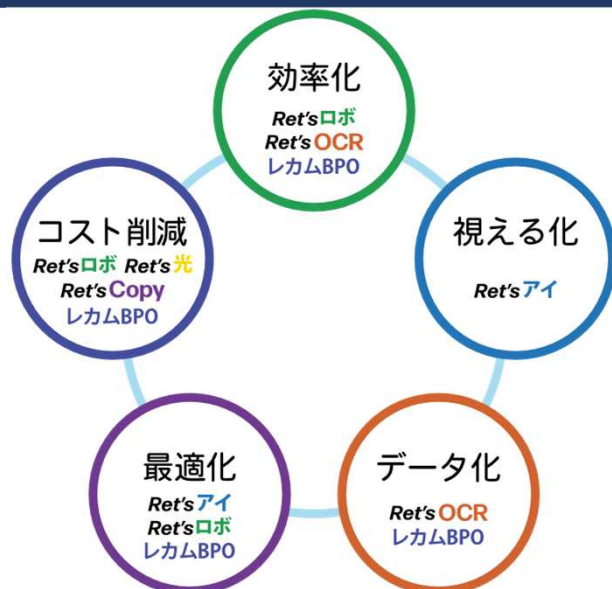 効率化
Ret'sロボ
Ret'sOCR
レカムBPO
視える化
Ret'sアイ
データ化
Ret'sOCR
レカムBPO
最適化
Ret'sアイ
Ret'sロボ
レカムBPO
コスト削減
Ret'sロボ Ret's光
Ret'sCopy
レカムBPO